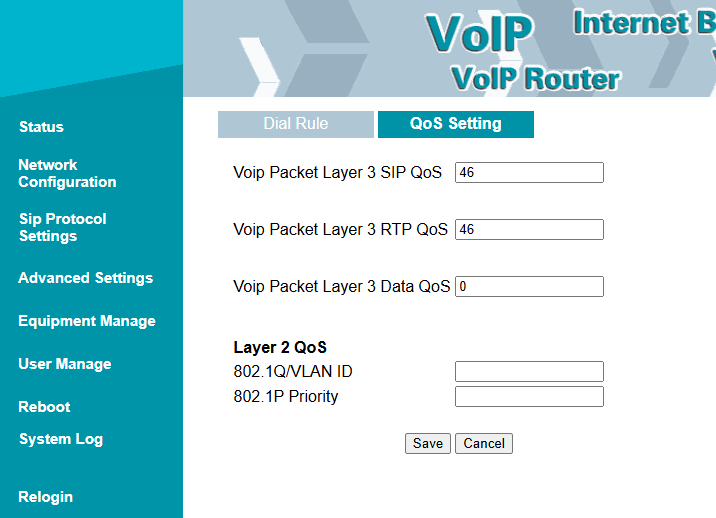 VoIP
Internet B
VoIP Router
Status
Network
Configuration
Sip Protocol
Settings
Advanced Settings
Equipment Manage
User Manage
Reboot
System Log
Relogin
Dial Rule
QoS Setting
Voip Packet Layer 3 SIP QoS 46
Voip Packet Layer 3 RTP QoS 46
Voip Packet Layer 3 Data QoS 0
Layer 2 QoS
802.1Q/VLAN ID
802.1P Priority
Save Cancel